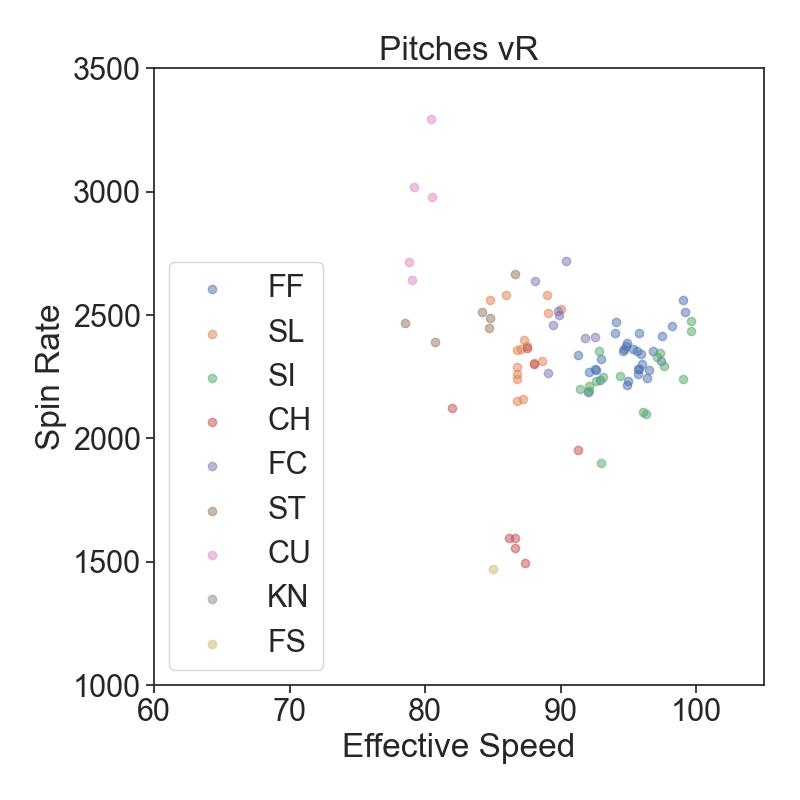 Pitches vR
3500
3000
2500
2000
1500
1000
Spin Rate
FF
SL
SI
CH
FC
ST
CU
KN
FS
60 70 80 90 100
Effective Speed